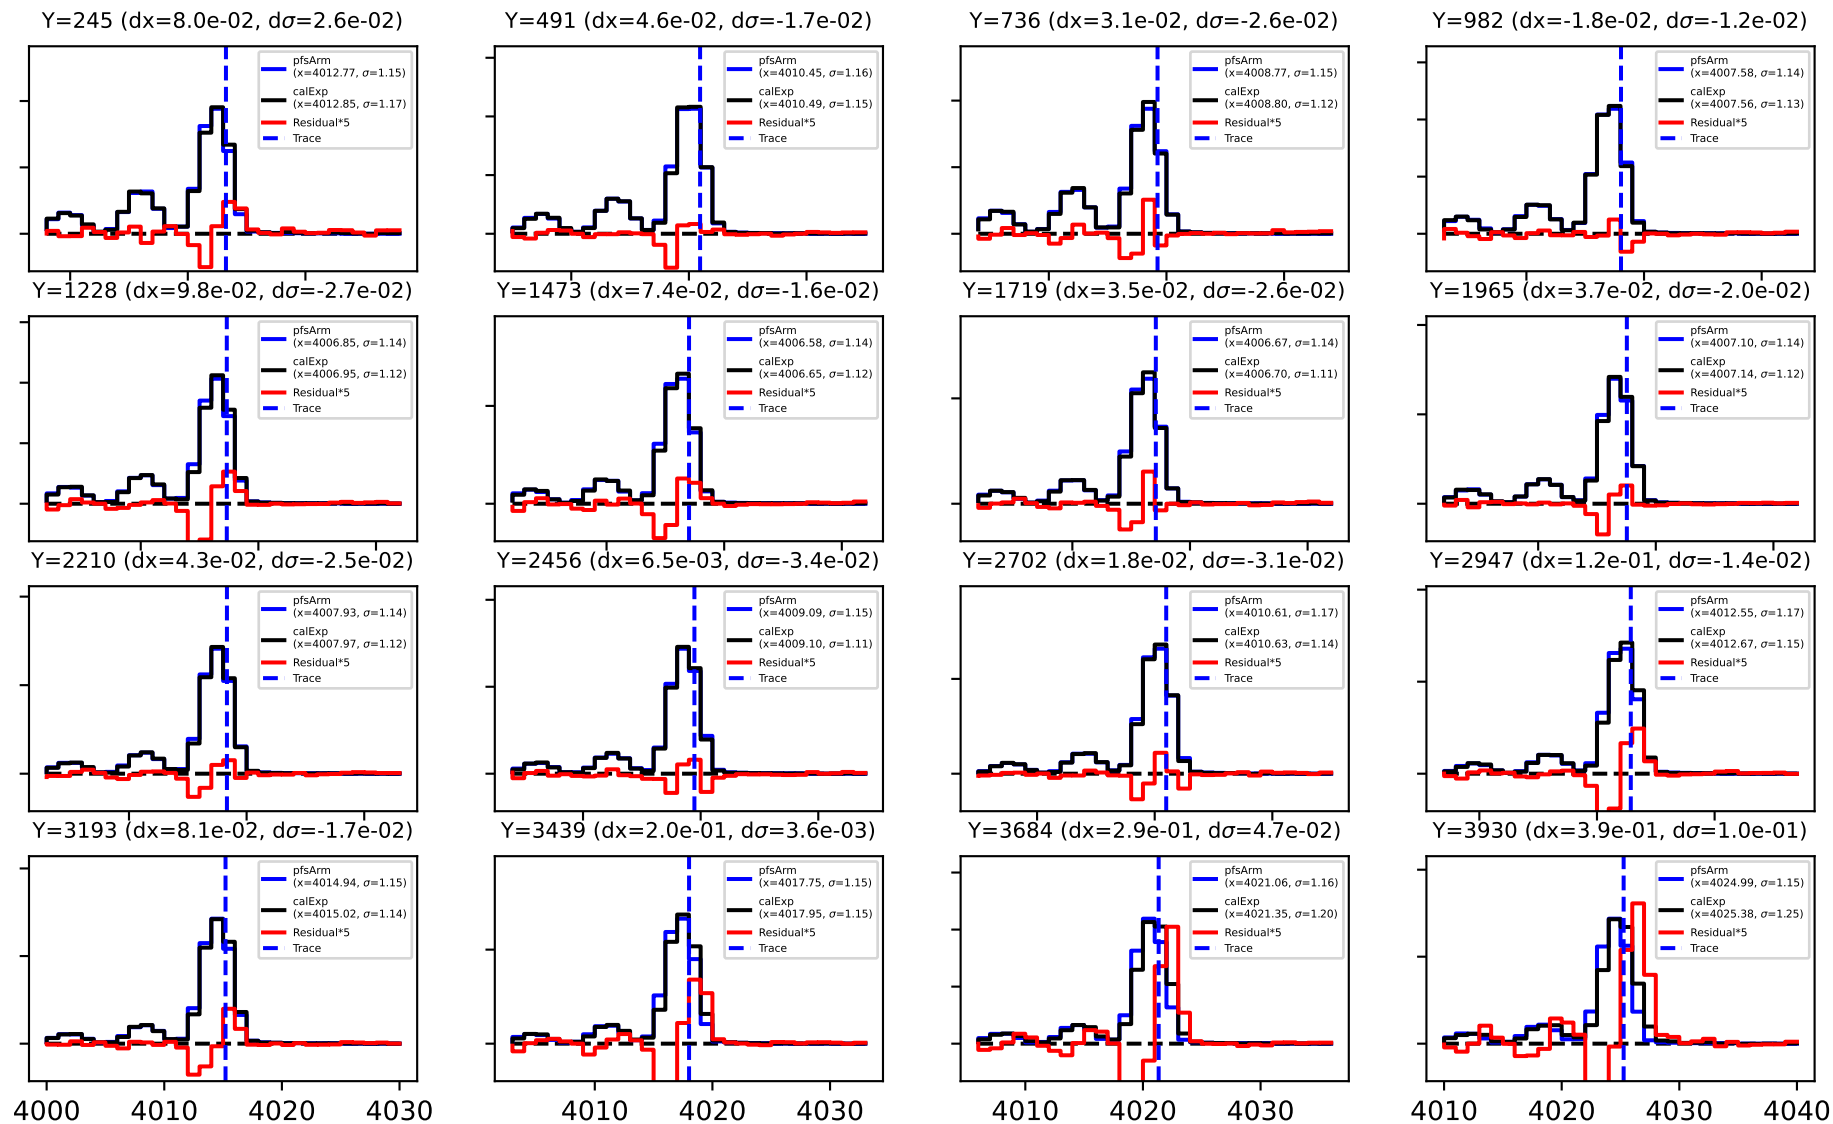 Y=245 (dx=8.0e-02, dσ=2.6e-02)
pfsArm
(x=4012.77, σ=1.15)
calExp
(x=4012.85, σ=1.17)
Residual*5
Trace
Y=491 (dx=4.6e-02, dσ=-1.7e-02)
pfsArm
(x=4010.45, σ=1.16)
calExp
(x=4010.49, σ=1.15)
Residual*5
Trace
Y=736 (dx=3.1e-02, dσ=-2.6e-02)
pfsArm
(x=4008.77, σ=1.15)
calExp
(x=4008.80, σ=1.12)
Residual*5
Trace
Y=982 (dx=-1.8e-02, dσ=-1.2e-02)
pfsArm
(x=4007.58, σ=1.14)
calExp
(x=4007.56, σ=1.13)
Residual*5
Trace
Y=1228 (dx=9.8e-02, dσ=-2.7e-02)
pfsArm
(x=4006.85, σ=1.14)
calExp
(x=4006.95, σ=1.12)
Residual*5
Trace
Y=1473 (dx=7.4e-02, dσ=-1.6e-02)
pfsArm
(x=4006.58, σ=1.14)
calExp
(x=4006.65, σ=1.12)
Residual*5
Trace
Y=1719 (dx=3.5e-02, dσ=-2.6e-02)
pfsArm
(x=4006.67, σ=1.14)
calExp
(x=4006.70, σ=1.11)
Residual*5
Trace
Y=1965 (dx=3.7e-02, dσ=-2.0e-02)
pfsArm
(x=4007.10, σ=1.14)
calExp
(x=4007.14, σ=1.12)
Residual*5
Trace
Y=2210 (dx=4.3e-02, dσ=-2.5e-02)
pfsArm
(x=4007.93, σ=1.14)
calExp
(x=4007.97, σ=1.12)
Residual*5
Trace
Y=2456 (dx=6.5e-03, dσ=-3.4e-02)
pfsArm
(x=4009.09, σ=1.15)
calExp
(x=4009.10, σ=1.11)
Residual*5
Trace
Y=2702 (dx=1.8e-02, dσ=-3.1e-02)
pfsArm
(x=4010.61, σ=1.17)
calExp
(x=4010.63, σ=1.14)
Residual*5
Trace
Y=2947 (dx=1.2e-01, dσ=-1.4e-02)
pfsArm
(x=4012.55, σ=1.17)
calExp
(x=4012.67, σ=1.15)
Residual*5
Trace
Y=3193 (dx=8.1e-02, dσ=-1.7e-02)
pfsArm
(x=4014.94, σ=1.15)
calExp
(x=4015.02, σ=1.14)
Residual*5
Trace
Y=3439 (dx=2.0e-01, dσ=3.6e-03)
pfsArm
(x=4017.75, σ=1.15)
calExp
(x=4017.95, σ=1.15)
Residual*5
Trace
Y=3684 (dx=2.9e-01, dσ=4.7e-02)
pfsArm
(x=4021.06, σ=1.16)
calExp
(x=4021.35, σ=1.20)
Residual*5
Trace
Y=3930 (dx=3.9e-01, dσ=1.0e-01)
pfsArm
(x=4024.99, σ=1.15)
calExp
(x=4025.38, σ=1.25)
Residual*5
Trace
4000 4010 4020 4030
4010 4020 4030
4010 4020 4030
4010 4020 4030 4040